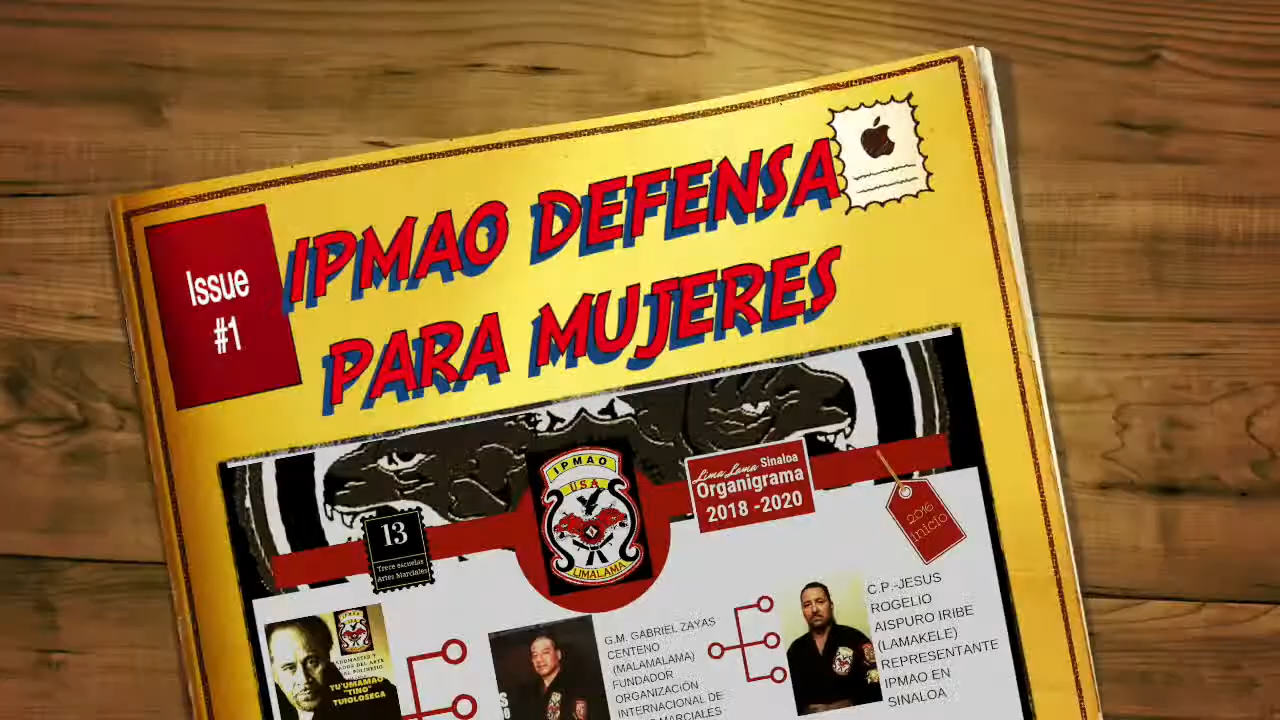 Issue
#1
IPMAO DEFENSA
PARA MUJERES
IPMAO
USA
LIMALAMA
Lima Lama Sinaloa
Organigrama
2018 -2020
2016
inicio
13
Trece escuelas
Artes Marciales
TU'UMAMAO
"TINO"
TUIOLOSEGA
G.M. GABRIEL ZAYAS
CENTENO
(MALAMALAMA)
FUNDADOR
ORGANIZACIÓN
INTERNACIONAL DE
MARCIALES
C.P.-JESUS
ROGELIO
AISPURO IRIBE
(LAMAKELE)
REPRESENTANTE
IPMAO EN
SINALOA